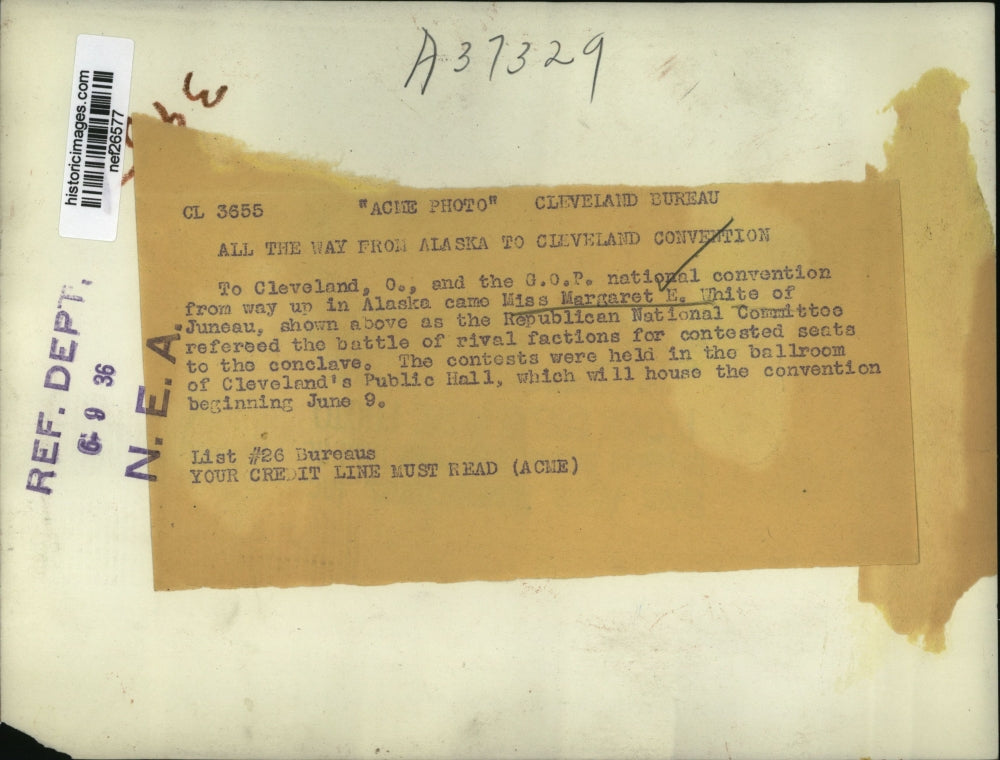 A37329
historicimages.com
nef26577
CL 3655 "ACME PHOTO" CLEVELAND BUREAU
ALL THE WAY FROM ALASKA TO CLEVELAND CONVENTION
To Cleveland, O., and the G.O.P. national convention
from way up in Alaska came Miss Margaret E. White of
Juneau, shown above as the Republican National Committee
refereed the battle of rival factions for contested seats
to the conclave. The contests were held in the ballroom
of Cleveland's Public Hall, which will house the convention
beginning June 9.
List #26 Bureaus
YOUR CREDIT LINE MUST READ (ACME)
REF. DEPT.
6-9 36
N. E. A.